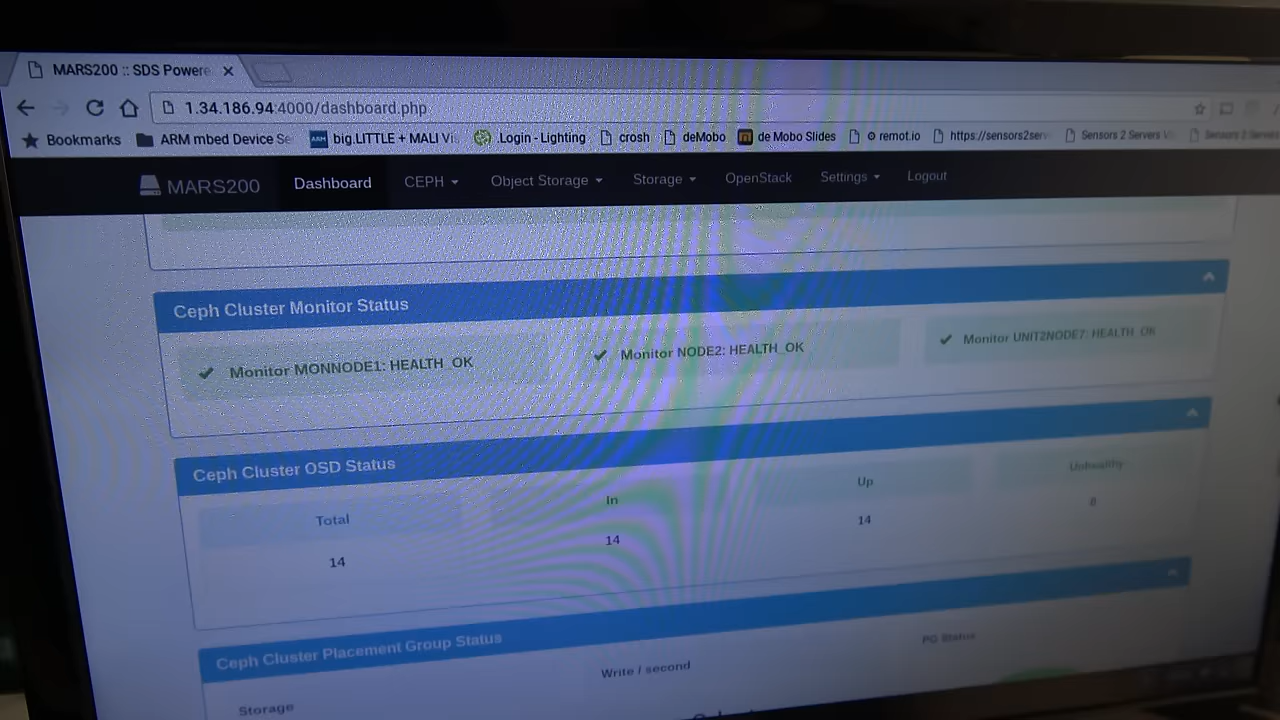 MARS200 :: SDS Powere
1.34.186.94:4000/dashboard.php
Bookmarks ARM mbed Device Se big.LITTLE + MALI Vi Login - Lighting crosh deMobo de Mobo Slides remot.io https://sensors2serv Sensors 2 Servers V
MARS200 Dashboard CEPH Object Storage Storage OpenStack Settings Logout
Ceph Cluster Monitor Status
Monitor MONNODE1: HEALTH_OK Monitor NODE2: HEALTH_OK Monitor UNIT2NODE7: HEALTH_OK
Ceph Cluster OSD Status
Total In Up Unhealthy
14 14 14 0
Ceph Cluster Placement Group Status
Storage Write / second PG Status